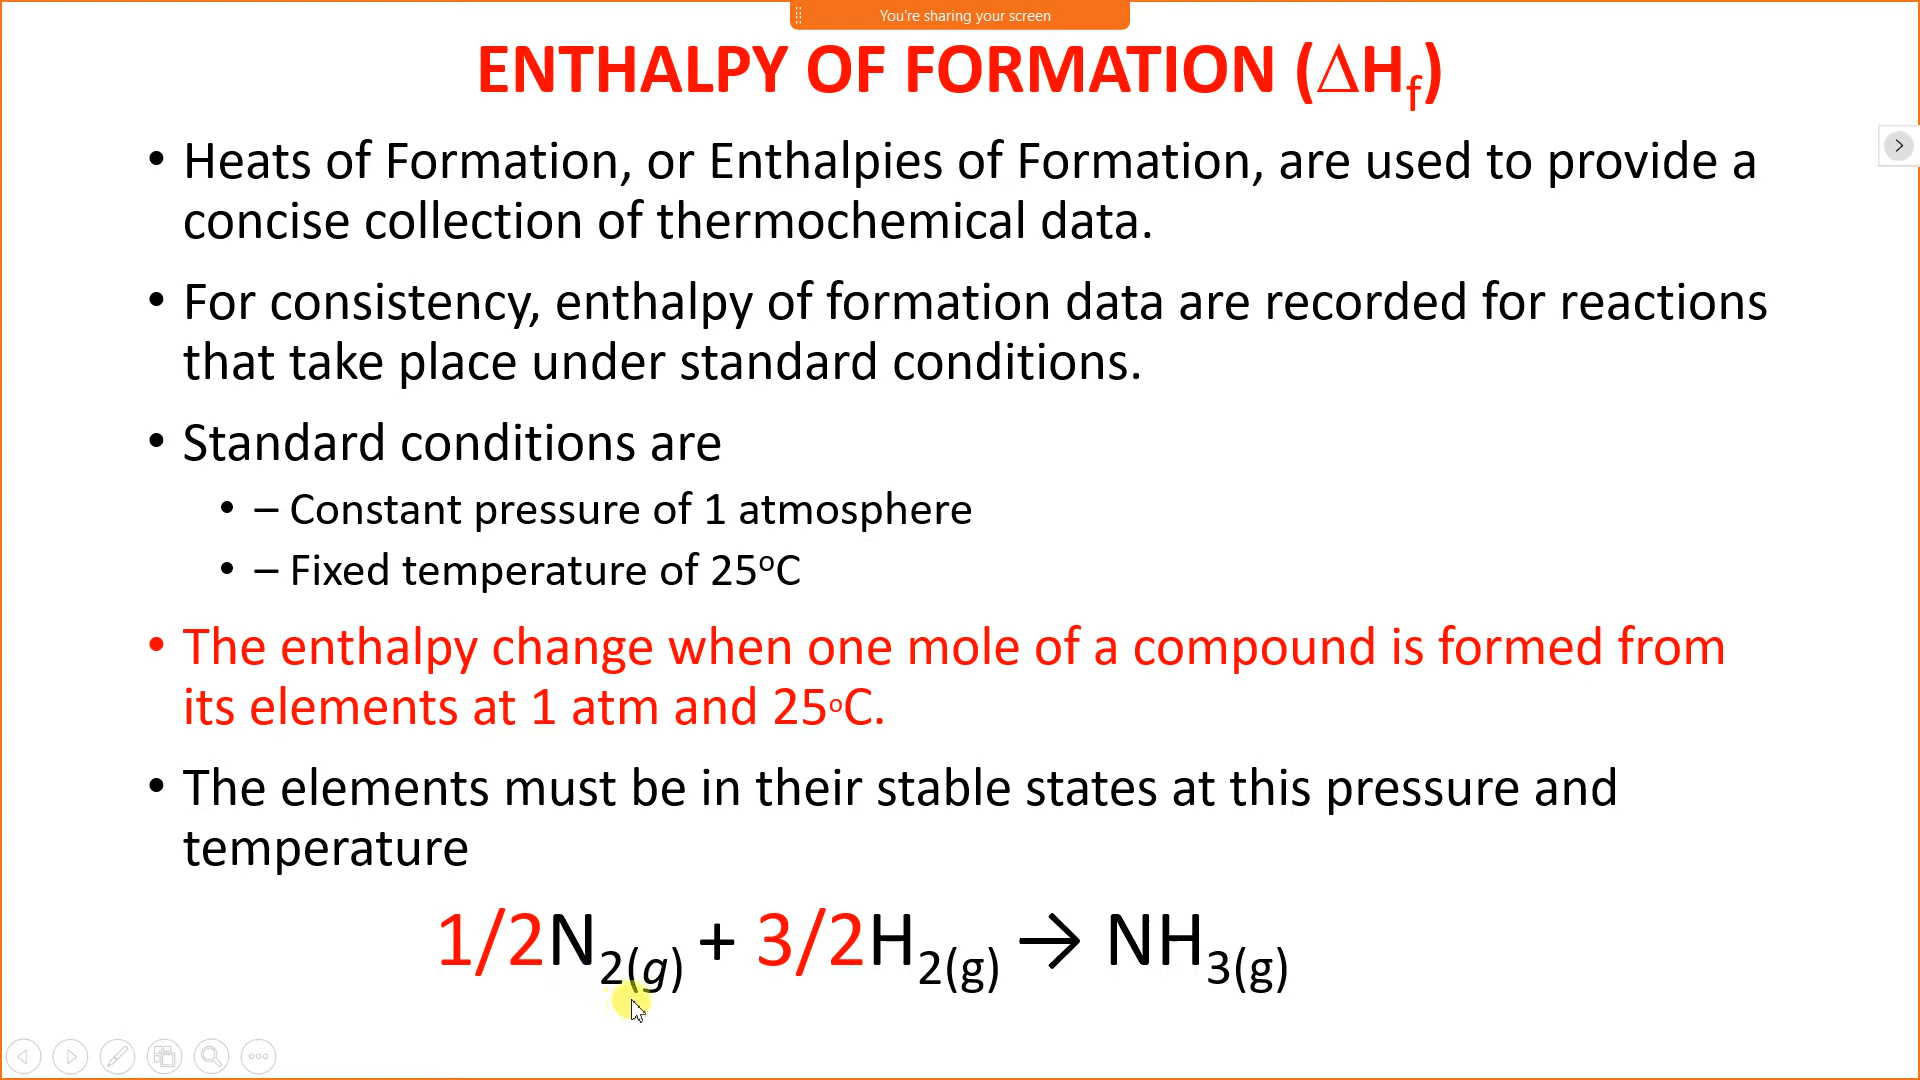 You're sharing your screen
ENTHALPY OF FORMATION (ΔHf)
• Heats of Formation, or Enthalpies of Formation, are used to provide a
concise collection of thermochemical data.
• For consistency, enthalpy of formation data are recorded for reactions
that take place under standard conditions.
• Standard conditions are
• – Constant pressure of 1 atmosphere
• – Fixed temperature of 25ºC
• The enthalpy change when one mole of a compound is formed from
its elements at 1 atm and 25ºC.
• The elements must be in their stable states at this pressure and
temperature
1/2N₂(g) + 3/2H₂(g) → NH₃(g)